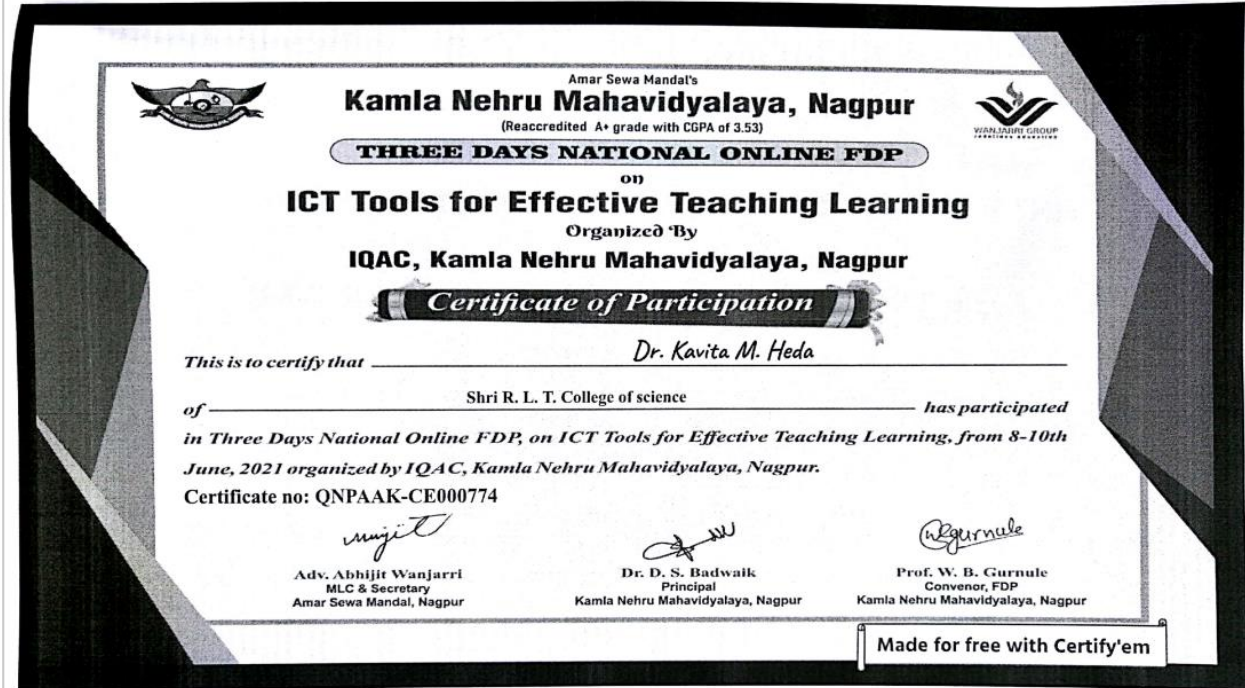 Amar Sewa Mandal's
Kamla Nehru Mahavidyalaya, Nagpur
(Reaccredited A+ grade with CGPA of 3.53)
WANJARRI GROUP
THREE DAYS NATIONAL ONLINE FDP
on
ICT Tools for Effective Teaching Learning
Organized By
IQAC, Kamla Nehru Mahavidyalaya, Nagpur
Certificate of Participation
This is to certify that Dr. Kavita M. Heda
of Shri R. L. T. College of science has participated
in Three Days National Online FDP, on ICT Tools for Effective Teaching Learning, from 8-10th
June, 2021 organized by IQAC, Kamla Nehru Mahavidyalaya, Nagpur.
Certificate no: QNPAAK-CE000774
Adv. Abhijit Wanjarri
MLC & Secretary
Amar Sewa Mandal, Nagpur
Dr. D. S. Badwaik
Principal
Kamla Nehru Mahavidyalaya, Nagpur
Prof. W. B. Gurnule
Convenor, FDP
Kamla Nehru Mahavidyalaya, Nagpur
Made for free with Certify'em